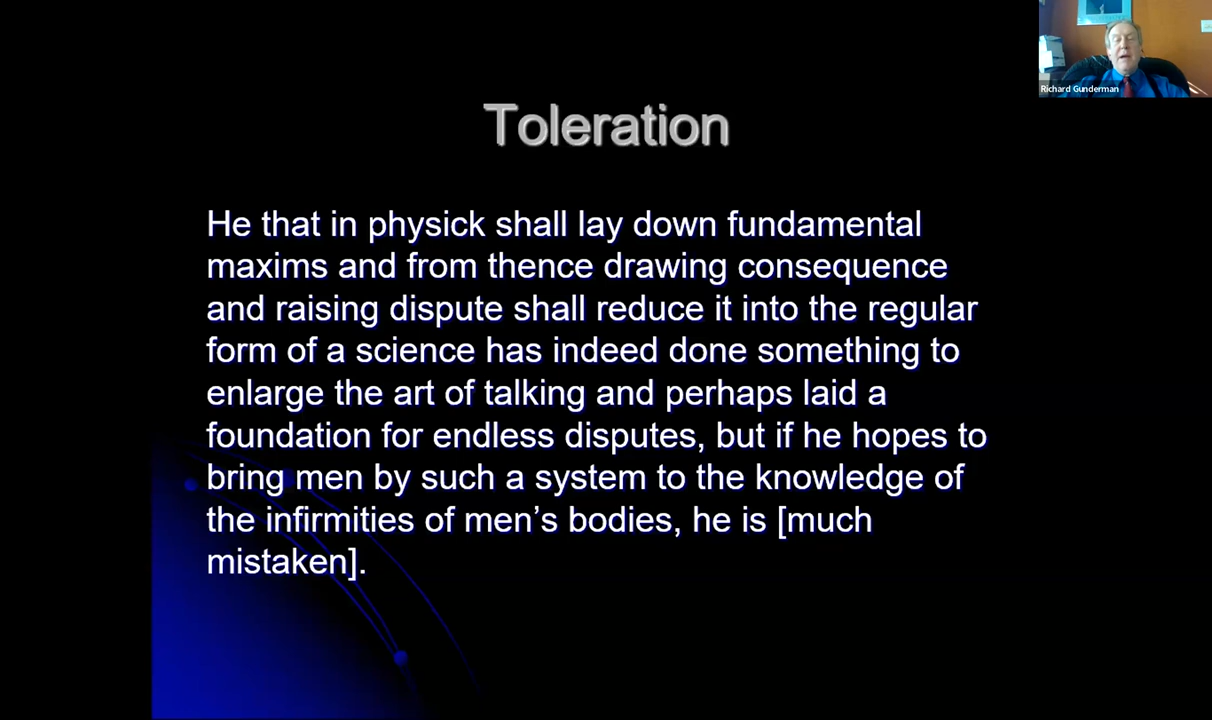 Richard Gunderman
Toleration
He that in physick shall lay down fundamental
maxims and from thence drawing consequence
and raising dispute shall reduce it into the regular
form of a science has indeed done something to
enlarge the art of talking and perhaps laid a
foundation for endless disputes, but if he hopes to
bring men by such a system to the knowledge of
the infirmities of men’s bodies, he is [much
mistaken].